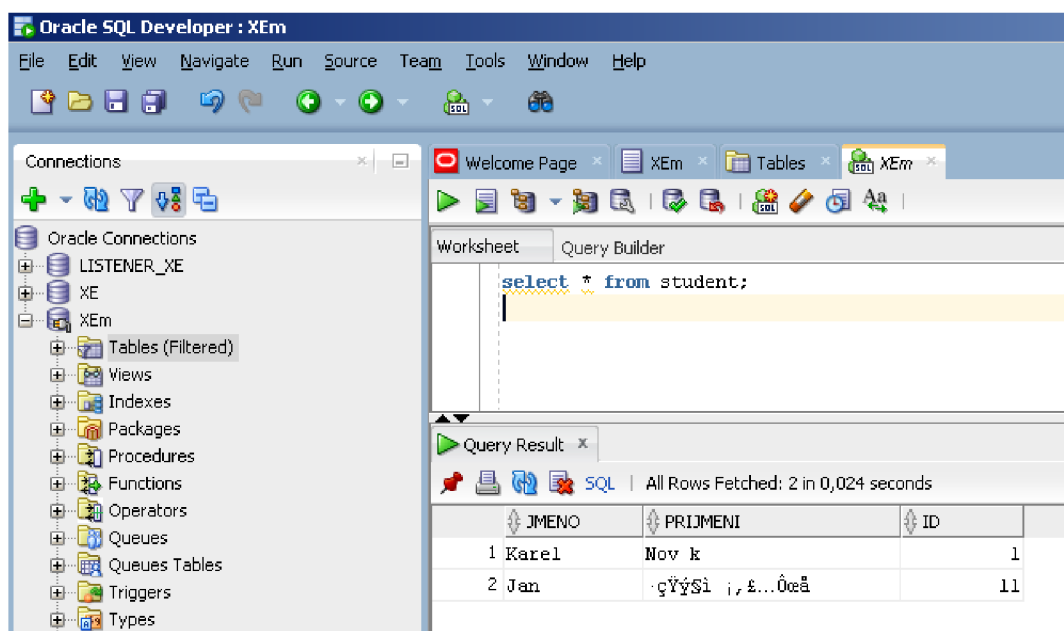 Oracle SQL Developer : XEm
File Edit View Navigate Run Source Team Tools Window Help
SQL
Connections
Welcome Page XEm Tables XEm
Oracle Connections
LISTENER_XE
XE
XEm
Tables (Filtered)
Views
Indexes
Packages
Procedures
Functions
Operators
Queues
Queues Tables
Triggers
Types
Worksheet Query Builder
select * from student;
Query Result
SQL | All Rows Fetched: 2 in 0,024 seconds
JMENO PRIJMENI ID
1 Karel Nov k 1
2 Jan ·çŸý§ì ¡‚£…Ôœå 11